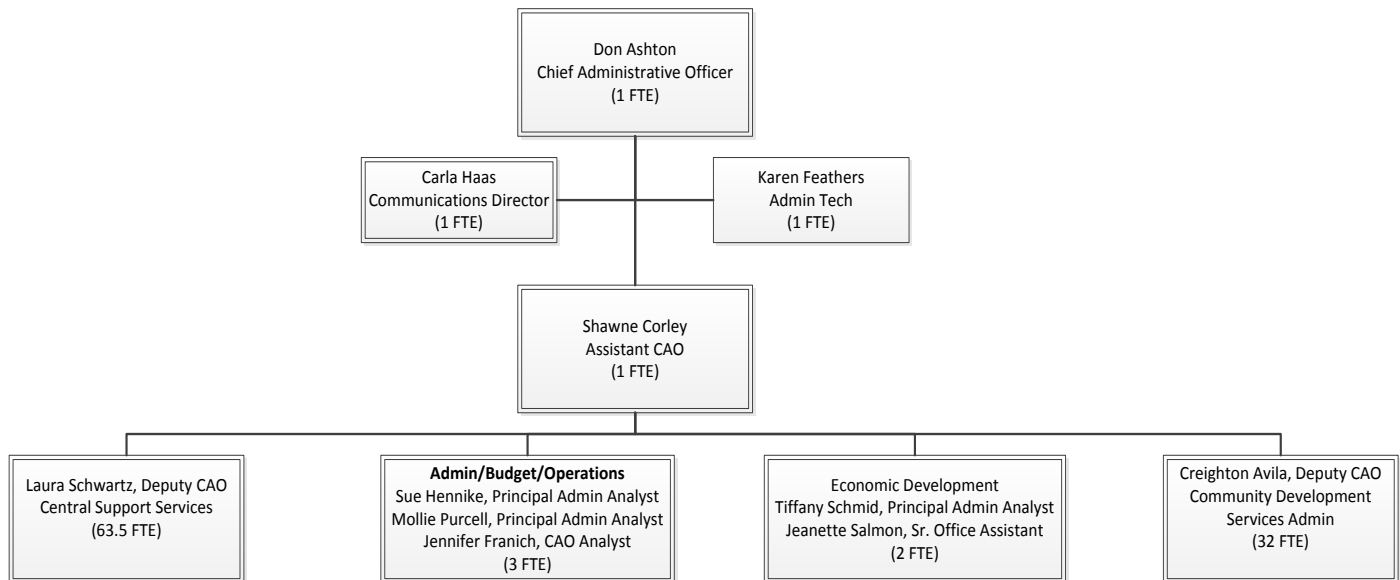 Don Ashton
Chief Administrative Officer
(1 FTE)
Carla Haas
Communications Director
(1 FTE)
Karen Feathers
Admin Tech
(1 FTE)
Shawne Corley
Assistant CAO
(1 FTE)
Laura Schwartz, Deputy CAO
Central Support Services
(63.5 FTE)
Admin/Budget/Operations
Sue Hennike, Principal Admin Analyst
Mollie Purcell, Principal Admin Analyst
Jennifer Franich, CAO Analyst
(3 FTE)
Economic Development
Tiffany Schmid, Principal Admin Analyst
Jeanette Salmon, Sr. Office Assistant
(2 FTE)
Creighton Avila, Deputy CAO
Community Development
Services Admin
(32 FTE)